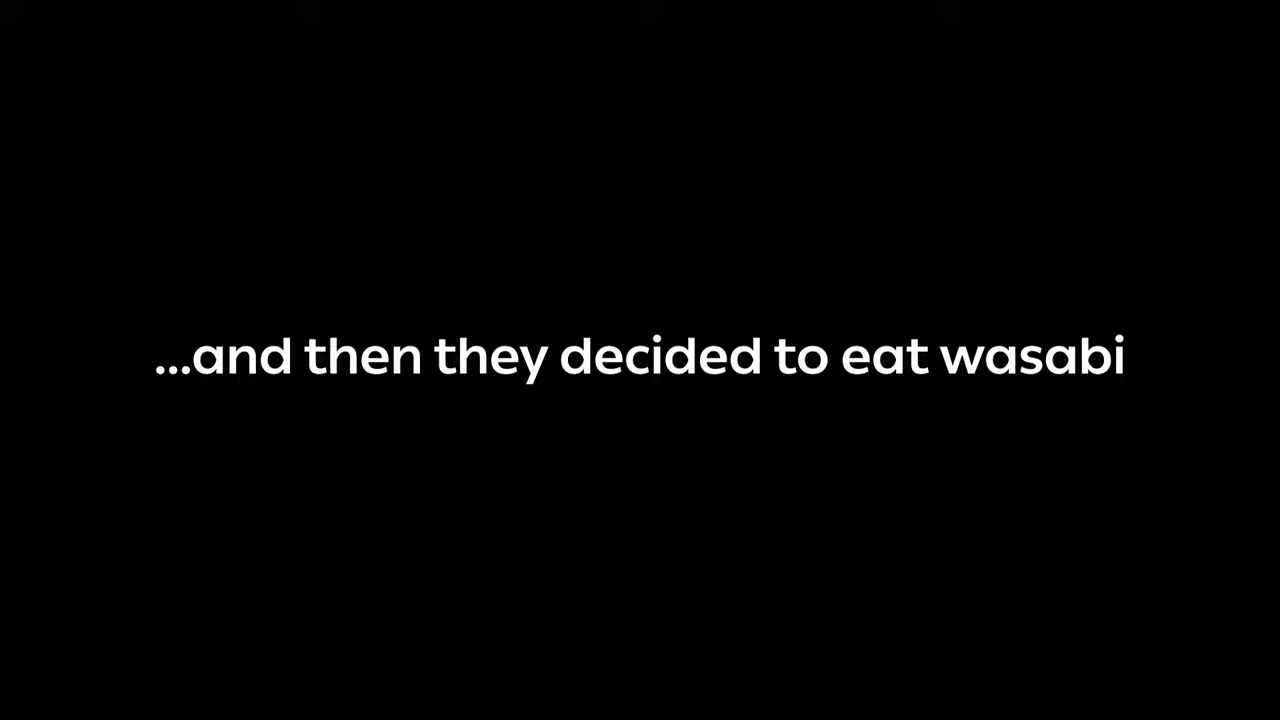 ...and then they decided to eat wasabi